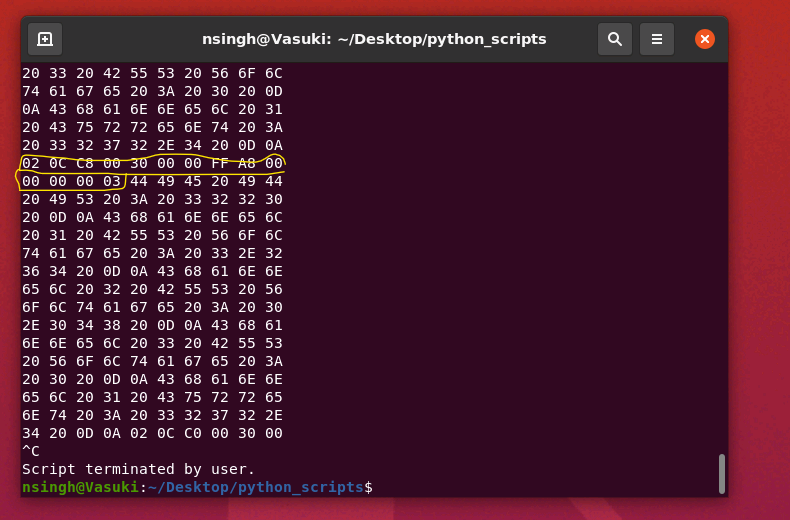 nsingh@Vasuki: ~/Desktop/python_scripts
20 33 20 42 55 53 20 56 6F 6C
74 61 67 65 20 3A 20 30 20 0D
0A 43 68 61 6E 6E 65 6C 20 31
20 43 75 72 72 65 6E 74 20 3A
20 33 32 37 32 2E 34 20 0D 0A
02 0C C8 00 30 00 00 FF A8 00
00 00 00 03 44 49 45 20 49 44
20 49 53 20 3A 20 33 32 32 30
20 0D 0A 43 68 61 6E 6E 65 6C
20 31 20 42 55 53 20 56 6F 6C
74 61 67 65 20 3A 20 33 2E 32
36 34 20 0D 0A 43 68 61 6E 6E
65 6C 20 32 20 42 55 53 20 56
6F 6C 74 61 67 65 20 3A 20 30
2E 30 34 38 20 0D 0A 43 68 61
6E 6E 65 6C 20 33 20 42 55 53
20 56 6F 6C 74 61 67 65 20 3A
20 30 20 0D 0A 43 68 61 6E 6E
65 6C 20 31 20 43 75 72 72 65
6E 74 20 3A 20 33 32 37 32 2E
34 20 0D 0A 02 0C C0 00 30 00
^C
Script terminated by user.
nsingh@Vasuki:~/Desktop/python_scripts$